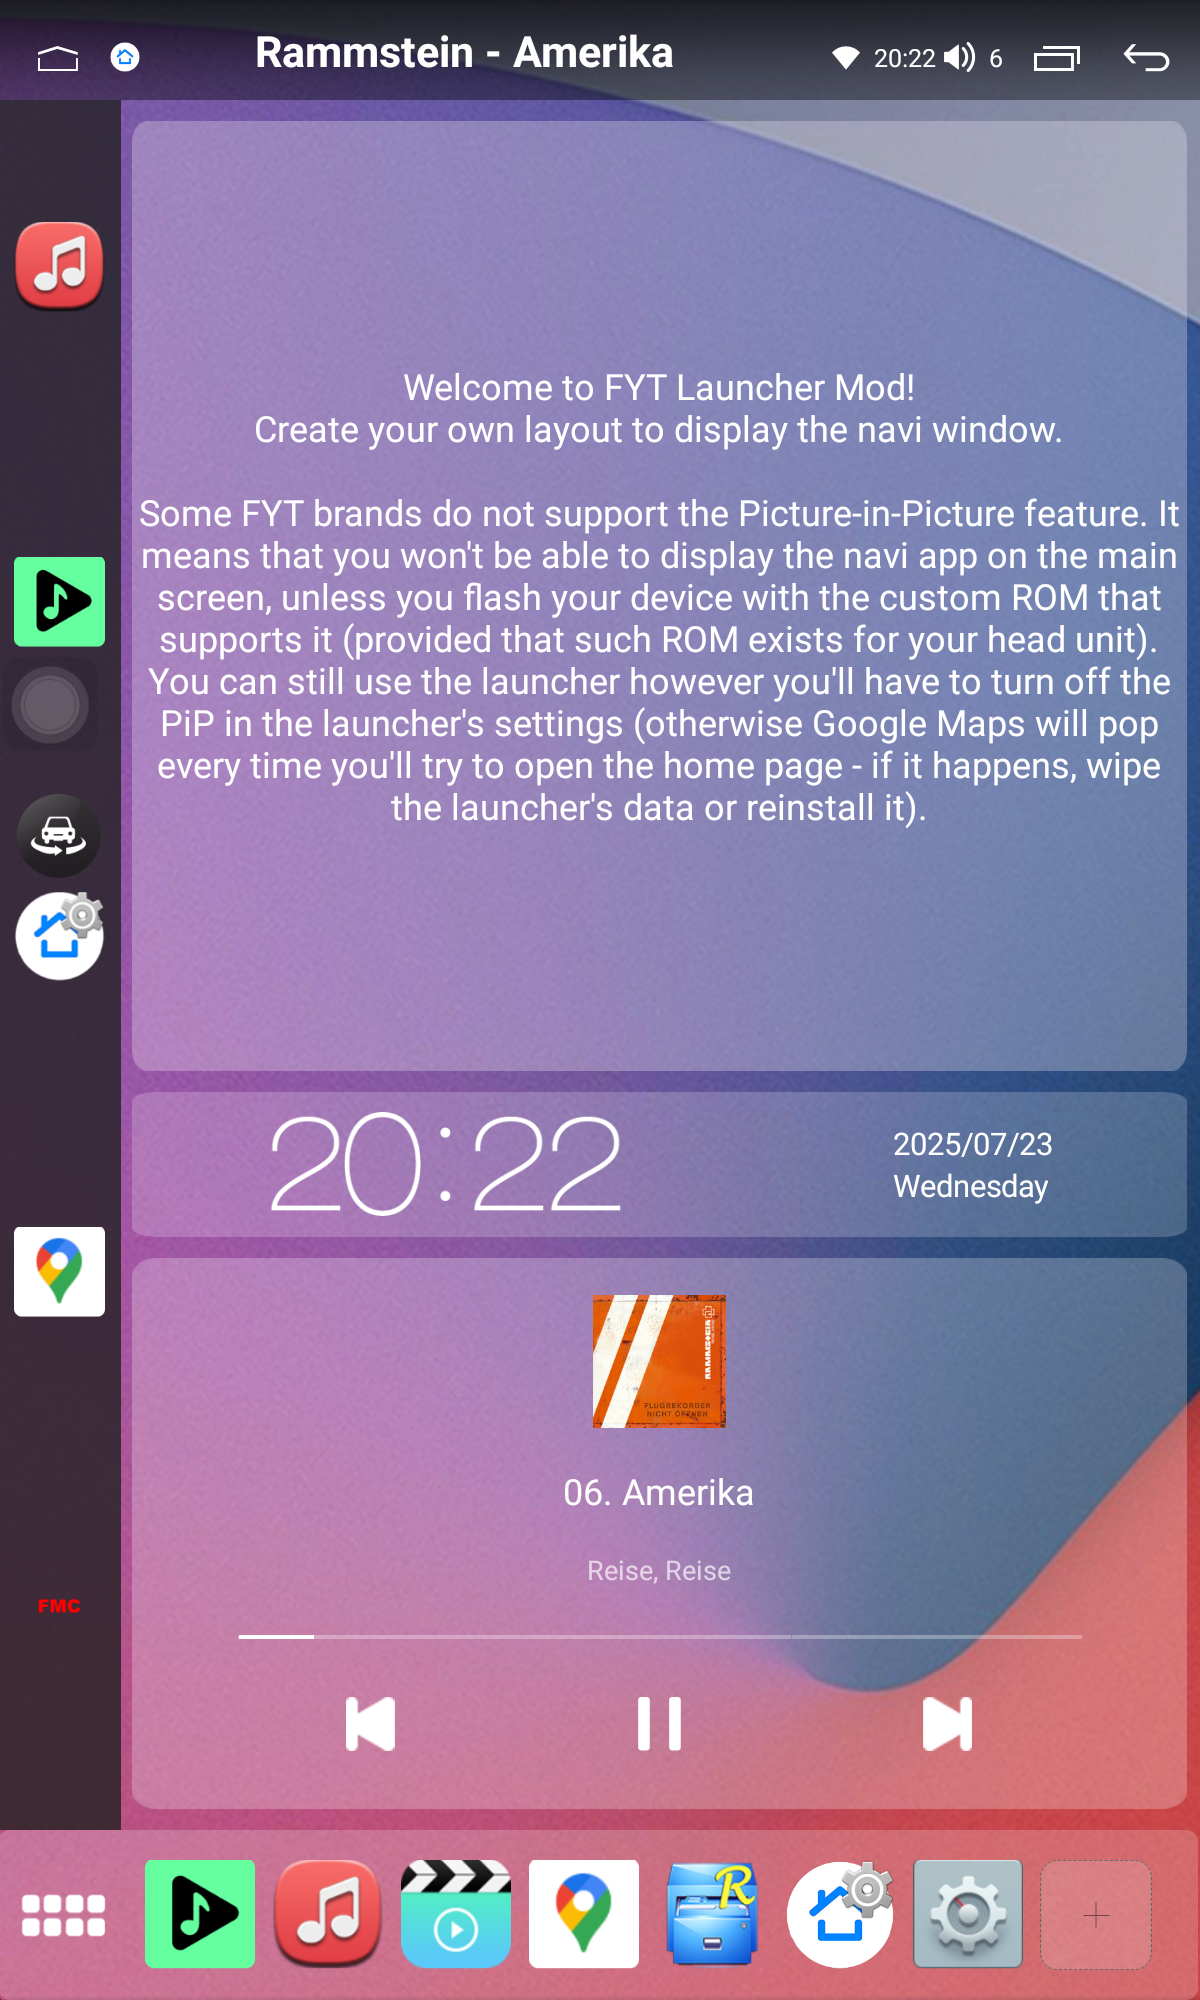 Rammstein - Amerika
20:22
6
Welcome to FYT Launcher Mod!
Create your own layout to display the navi window.
Some FYT brands do not support the Picture-in-Picture feature. It
means that you won't be able to display the navi app on the main
screen, unless you flash your device with the custom ROM that
supports it (provided that such ROM exists for your head unit).
You can still use the launcher however you'll have to turn off the
PiP in the launcher's settings (otherwise Google Maps will pop
every time you'll try to open the home page - if it happens, wipe
the launcher's data or reinstall it).
20:22
2025/07/23
Wednesday
RAMMSTEIN
FLUGREKORDER
NICHT ÖFFNEN
06. Amerika
Reise, Reise
FMC
R